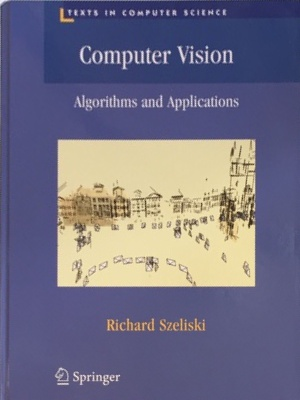 TEXTS IN COMPUTER SCIENCE
Computer Vision
Algorithms and Applications
Richard Szeliski
Springer